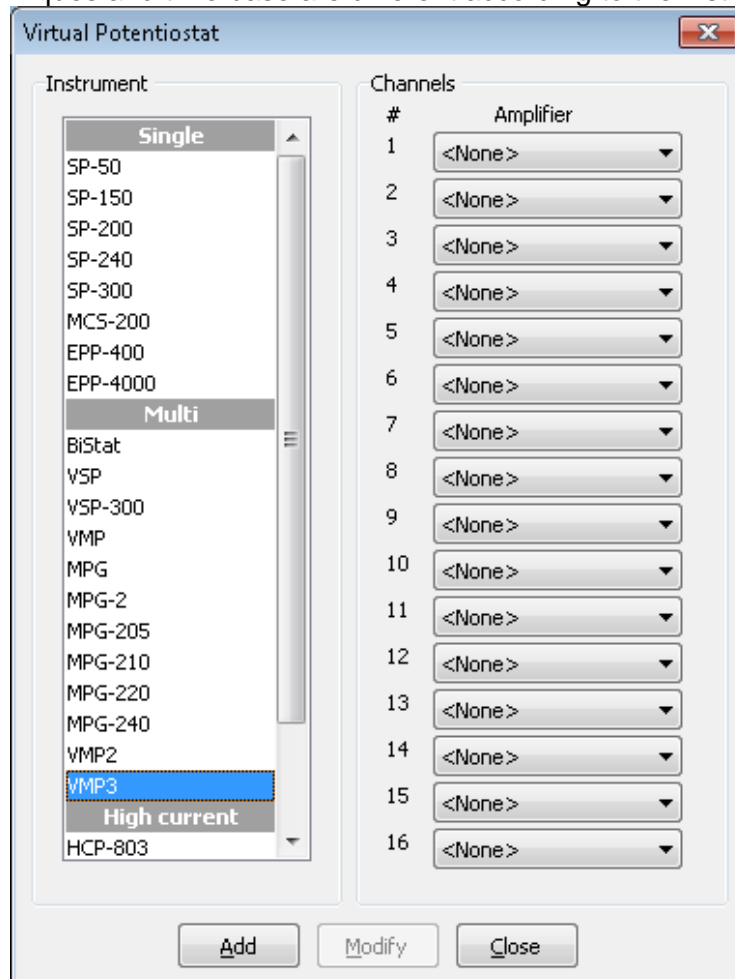 Virtual Potentiostat
Instrument
Single
SP-50
SP-150
SP-200
SP-240
SP-300
MCS-200
EPP-400
EPP-4000
Multi
BiStat
VSP
VSP-300
VMP
MPG
MPG-2
MPG-205
MPG-210
MPG-220
MPG-240
VMP2
VMP3
High current
HCP-803
Channels
# Amplifier
1 <None>
2 <None>
3 <None>
4 <None>
5 <None>
6 <None>
7 <None>
8 <None>
9 <None>
10 <None>
11 <None>
12 <None>
13 <None>
14 <None>
15 <None>
16 <None>
Add Modify Close